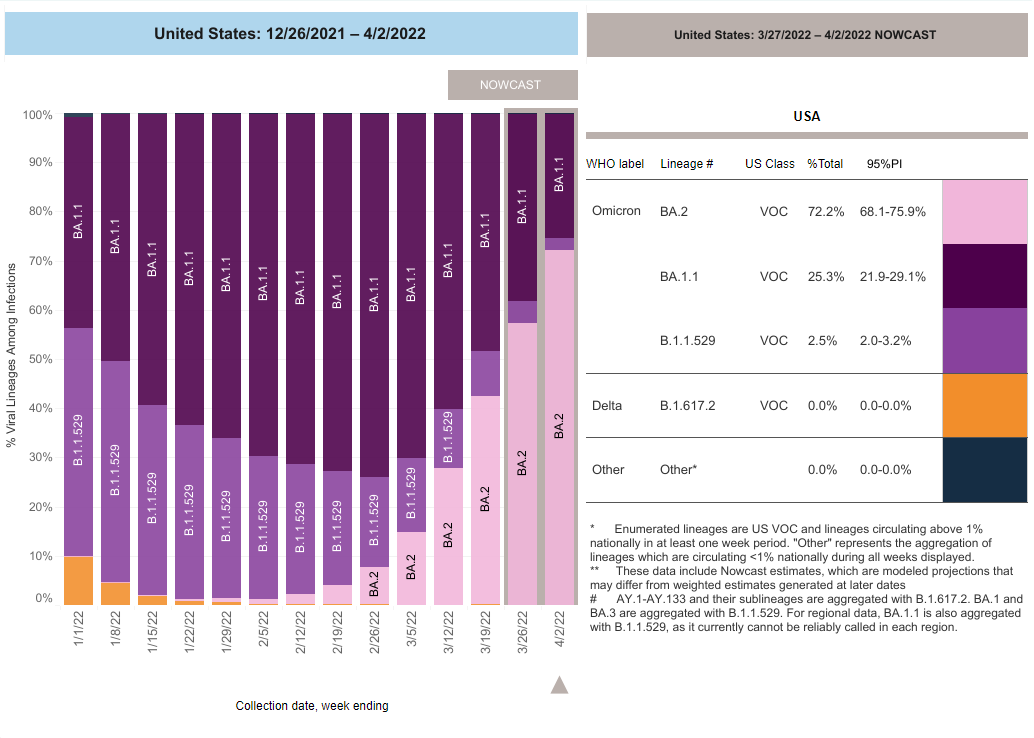 United States: 12/26/2021 – 4/2/2022
United States: 3/27/2022 – 4/2/2022 NOWCAST
NOWCAST
% Viral Lineages Among Infections
100%
90%
80%
70%
60%
50%
40%
30%
20%
10%
0%
BA.1.1
BA.1.1
BA.1.1
BA.1.1
BA.1.1
BA.1.1
BA.1.1
BA.1.1
BA.1.1
BA.1.1
BA.1.1
BA.1.1
BA.1.1
BA.1.1
B.1.1.529
B.1.1.529
B.1.1.529
B.1.1.529
B.1.1.529
B.1.1.529
B.1.1.529
B.1.1.529
B.1.1.529
B.1.1.529
B.1.1.529
BA.2
BA.2
BA.2
BA.2
BA.2
BA.2
1/1/22
1/8/22
1/15/22
1/22/22
1/29/22
2/5/22
2/12/22
2/19/22
2/26/22
3/5/22
3/12/22
3/19/22
3/26/22
4/2/22
Collection date, week ending
USA
WHO label Lineage # US Class %Total 95%PI
Omicron BA.2 VOC 72.2% 68.1-75.9%
BA.1.1 VOC 25.3% 21.9-29.1%
B.1.1.529 VOC 2.5% 2.0-3.2%
Delta B.1.617.2 VOC 0.0% 0.0-0.0%
Other Other* 0.0% 0.0-0.0%
* Enumerated lineages are US VOC and lineages circulating above 1%
nationally in at least one week period. "Other" represents the aggregation of
lineages which are circulating <1% nationally during all weeks displayed.
** These data include Nowcast estimates, which are modeled projections that
may differ from weighted estimates generated at later dates
# AY.1-AY.133 and their sublineages are aggregated with B.1.617.2. BA.1 and
BA.3 are aggregated with B.1.1.529. For regional data, BA.1.1 is also aggregated
with B.1.1.529, as it currently cannot be reliably called in each region.